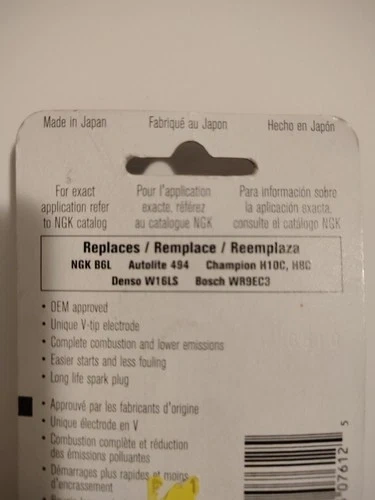 Made in Japan
Fabriqué au Japon
Hecho en Japón
For exact
application refer
to NGK catalog
Pour l'application
exacte, référez
au catalogue NGK
Para información sobre
la aplicación exacta,
consulte el catálogo NGK
Replaces / Remplace / Reemplaza
NGK B6L Autolite 494 Champion H10C, H8C
Denso W16LS Bosch WR9EC3
• OEM approved
• Unique V-tip electrode
• Complete combustion and lower emissions
• Easier starts and less fouling
• Long life spark plug
• Approuvé par les fabricants d'origine
• Unique électrode en V
• Combustion complète et réduction
des émissions polluantes
• Démarrages plus rapides et moins
d'encrassement
07612 5